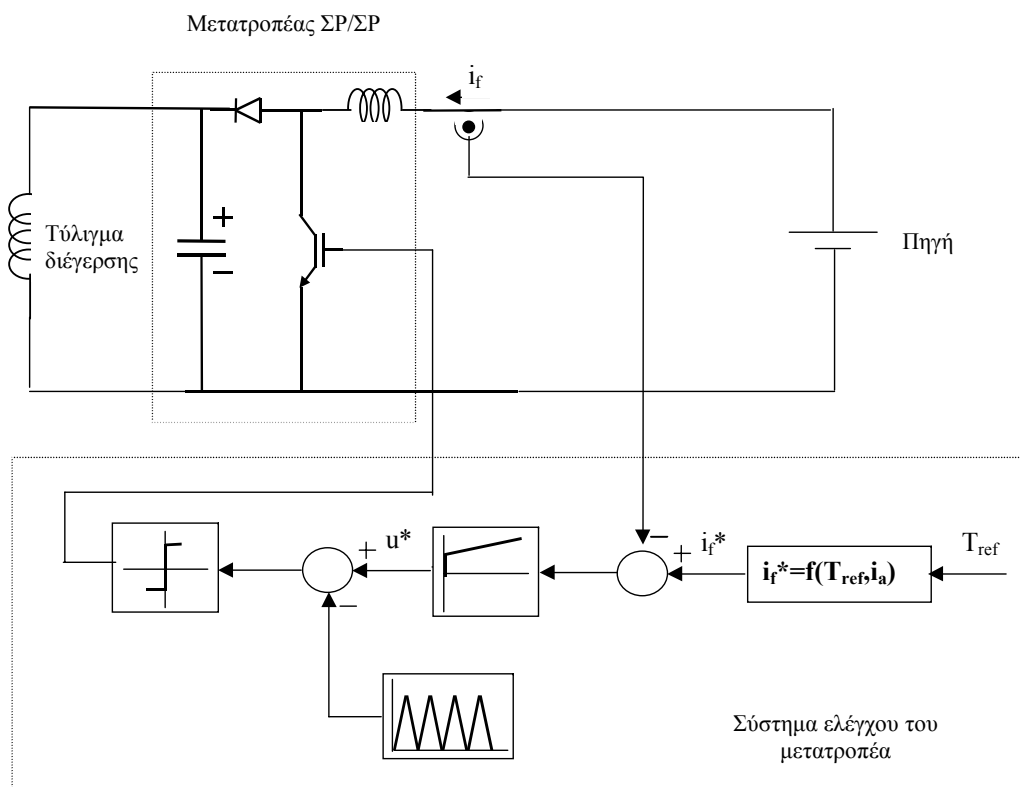 Μετατροπέας ΣΡ/ΣΡ
i_f
Τύλιγμα
διέγερσης
+
−
Πηγή
u*
+
−
i_f*
+
−
i_f*=f(T_ref,i_a)
T_ref
Σύστημα ελέγχου του
μετατροπέα